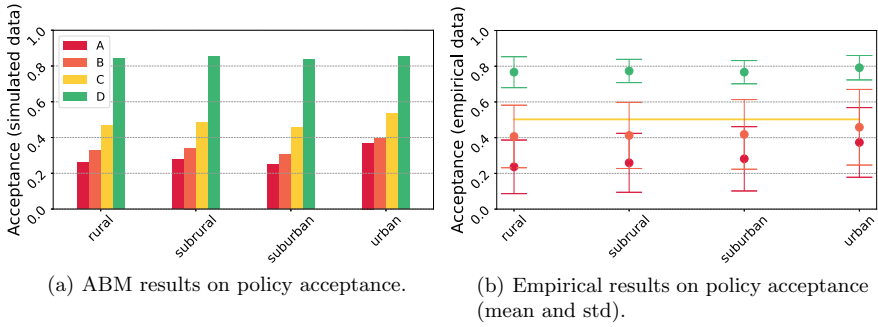 Acceptance (simulated data)
1.0
0.8
0.6
0.4
0.2
0.0
A
B
C
D
rural
subrural
suburban
urban
(a) ABM results on policy acceptance.
Acceptance (empirical data)
1.0
0.8
0.6
0.4
0.2
0.0
rural
subrural
suburban
urban
(b) Empirical results on policy acceptance
(mean and std).